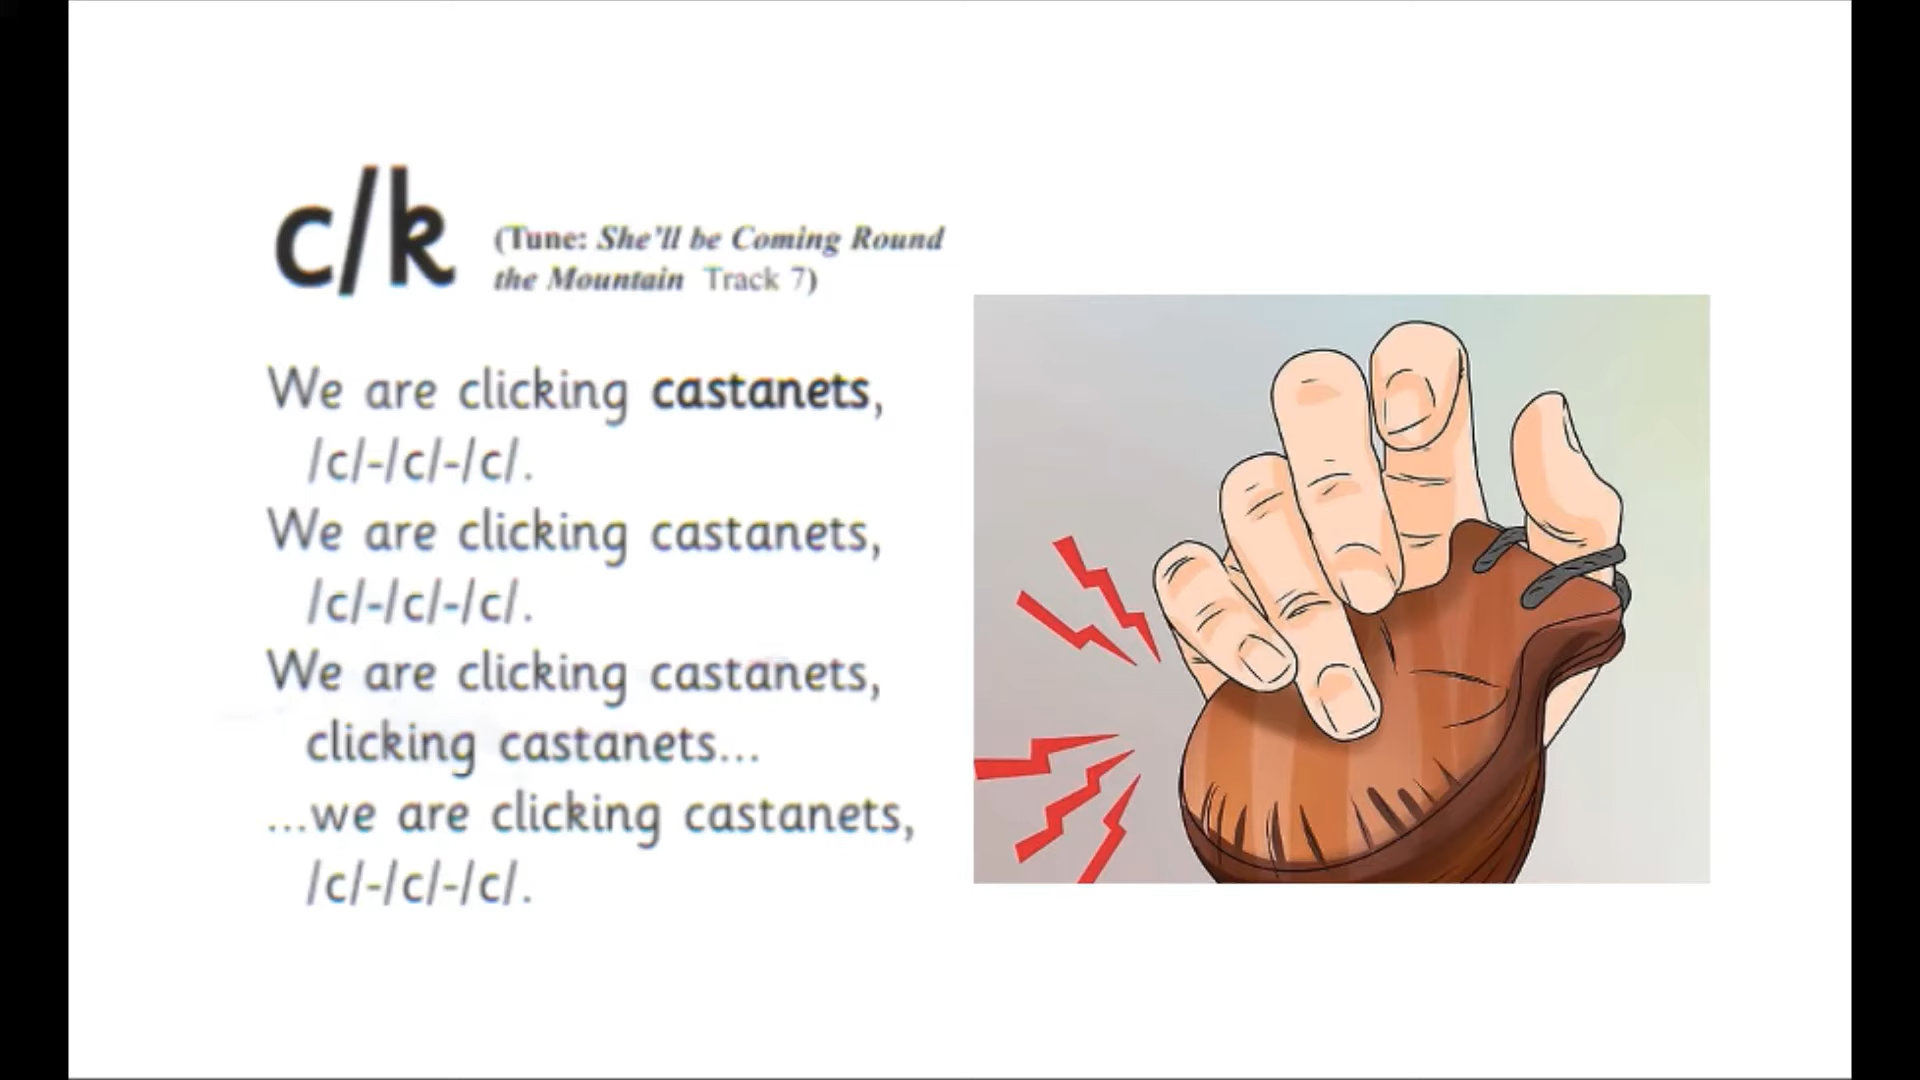 c/k
(Tune: She'll be Coming Round
the Mountain Track 7)
We are clicking castanets,
/c/-/c/-/c/.
We are clicking castanets,
/c/-/c/-/c/.
We are clicking castanets,
clicking castanets...
...we are clicking castanets,
/c/-/c/-/c/.